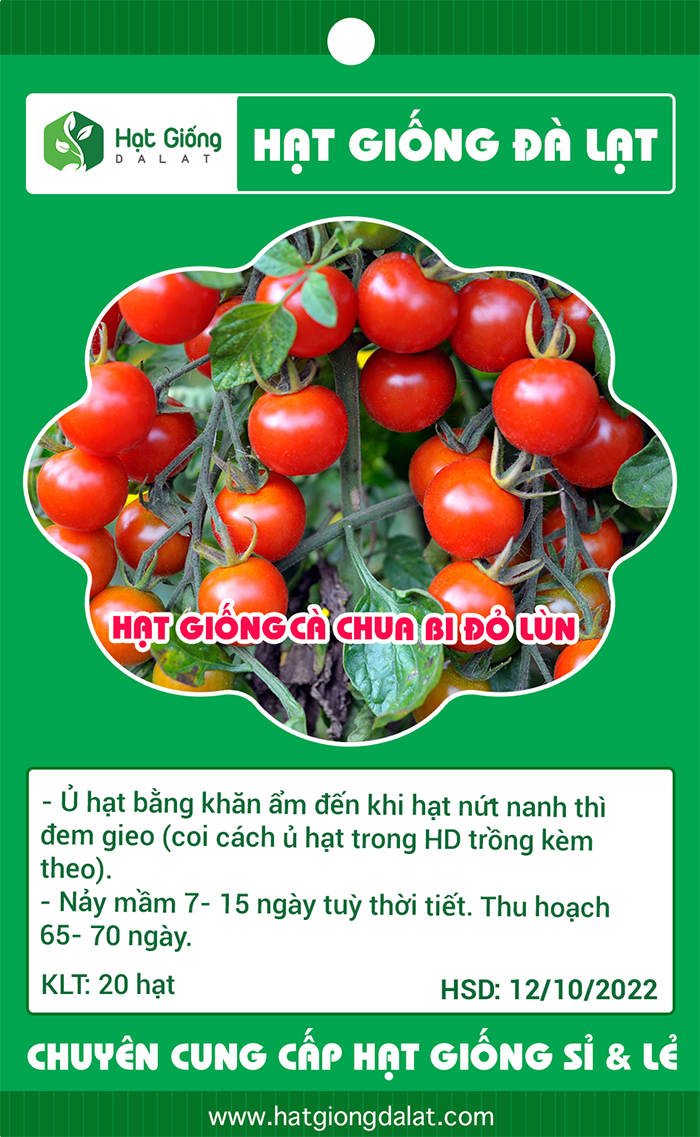 Hạt Giống
DALAT
HẠT GIỐNG ĐÀ LẠT
HẠT GIỐNG CÀ CHUA BI ĐỎ LÙN
- Ủ hạt bằng khăn ẩm đến khi hạt nứt nanh thì
đem gieo (coi cách ủ hạt trong HD trồng kèm
theo).
- Nảy mầm 7- 15 ngày tuỳ thời tiết. Thu hoạch
65- 70 ngày.
KLT: 20 hạt
HSD: 12/10/2022
CHUYÊN CUNG CẤP HẠT GIỐNG SỈ & LẺ
www.hatgiongdalat.com